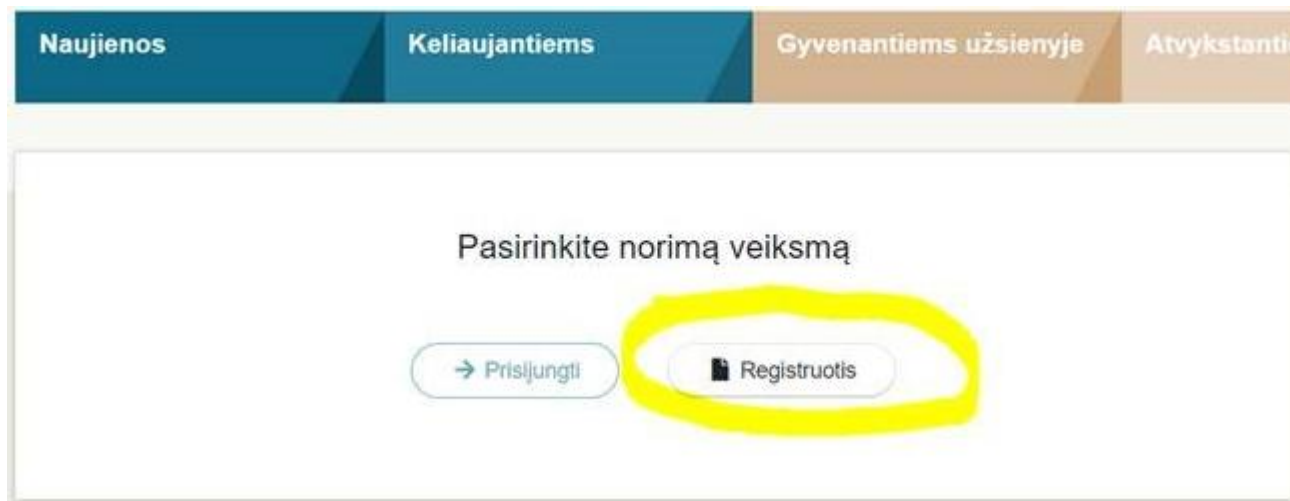 Naujienos
Keliaujantiems
Gyvenantiems užsienyje
Pasirinkite norimą veiksmą
Prisijungti
Registruotis